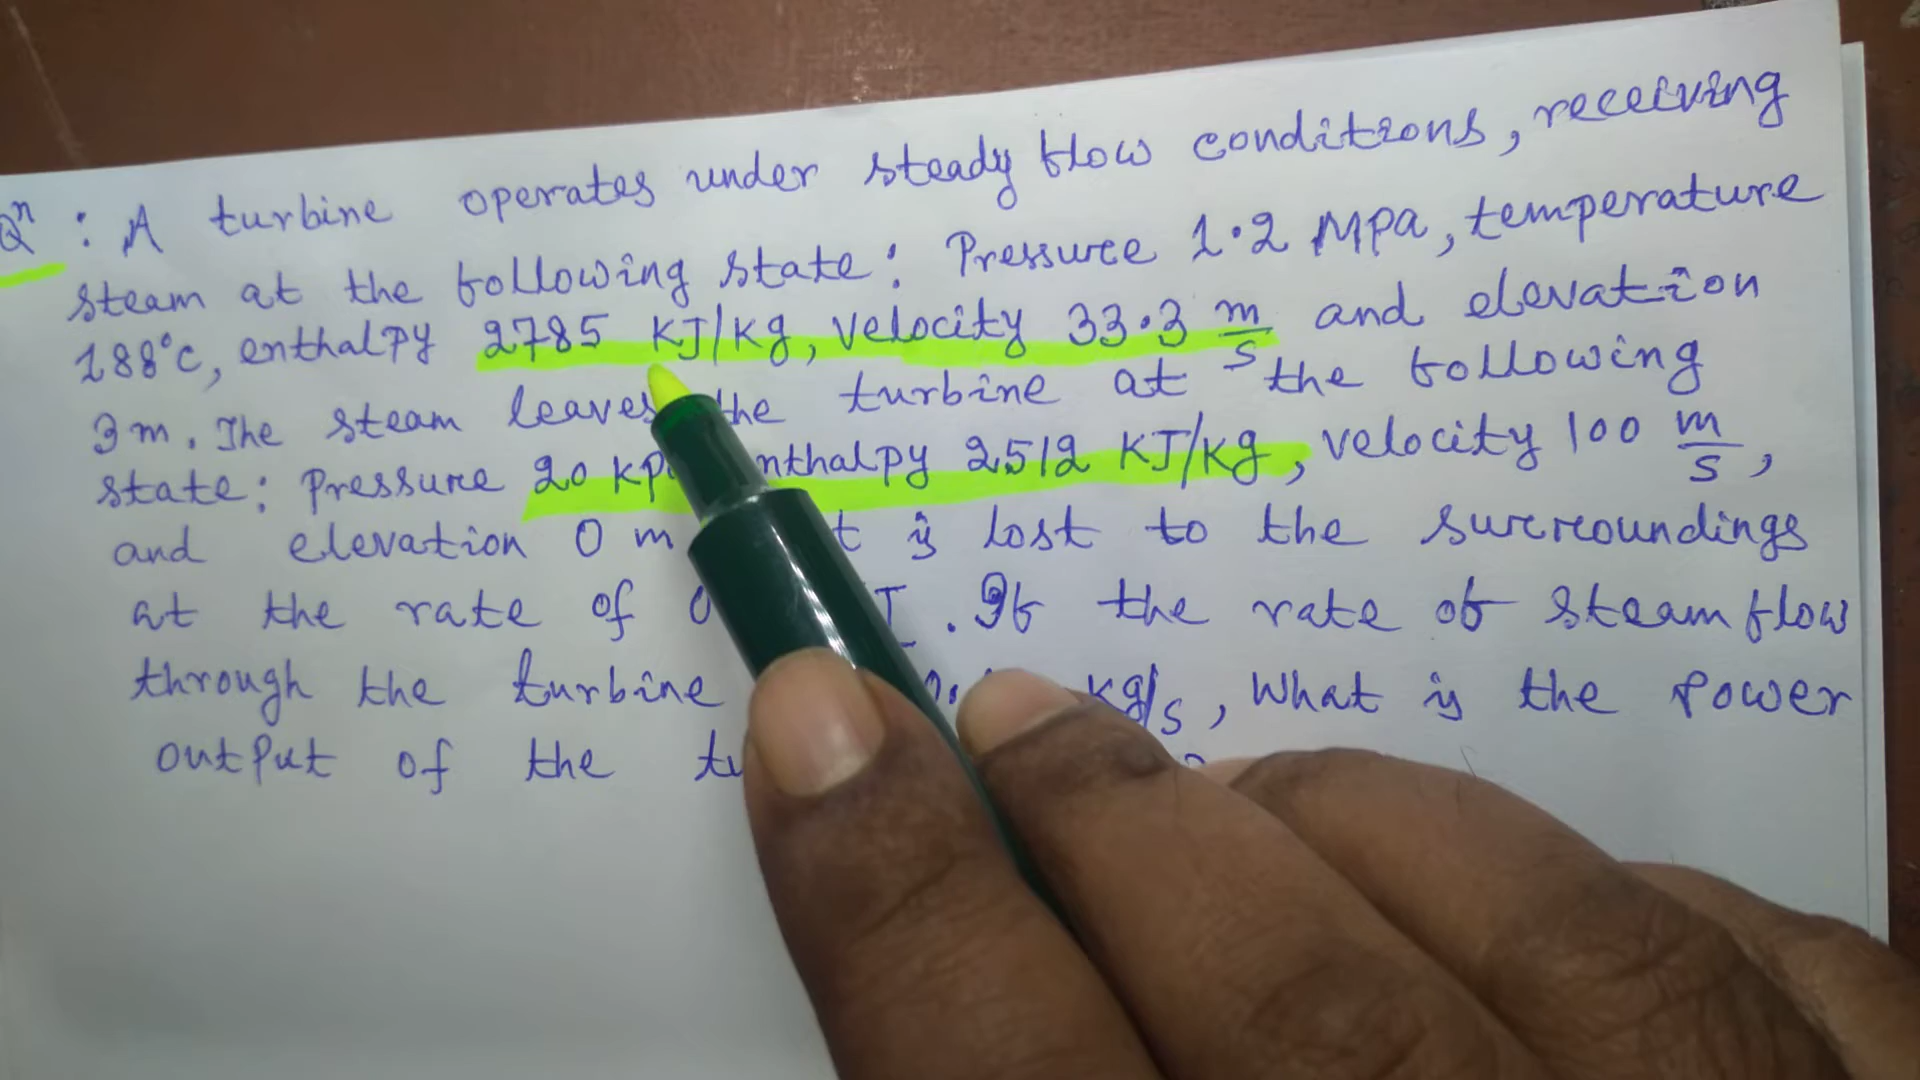 Qⁿ : A turbine operates under steady flow conditions, receiving
steam at the following state: Pressure 1.2 MPa, temperature
188°c, enthalpy 2785 KJ/kg, velocity 33.3 m/s and elevation
3m. The steam leaves the turbine at the following
state: Pressure 20 kP enthalpy 2512 KJ/kg, velocity 100 m/s,
and elevation 0 m is lost to the surroundings
at the rate of . If the rate of steam flow
through the turbine kg/s, What is the Power
output of the